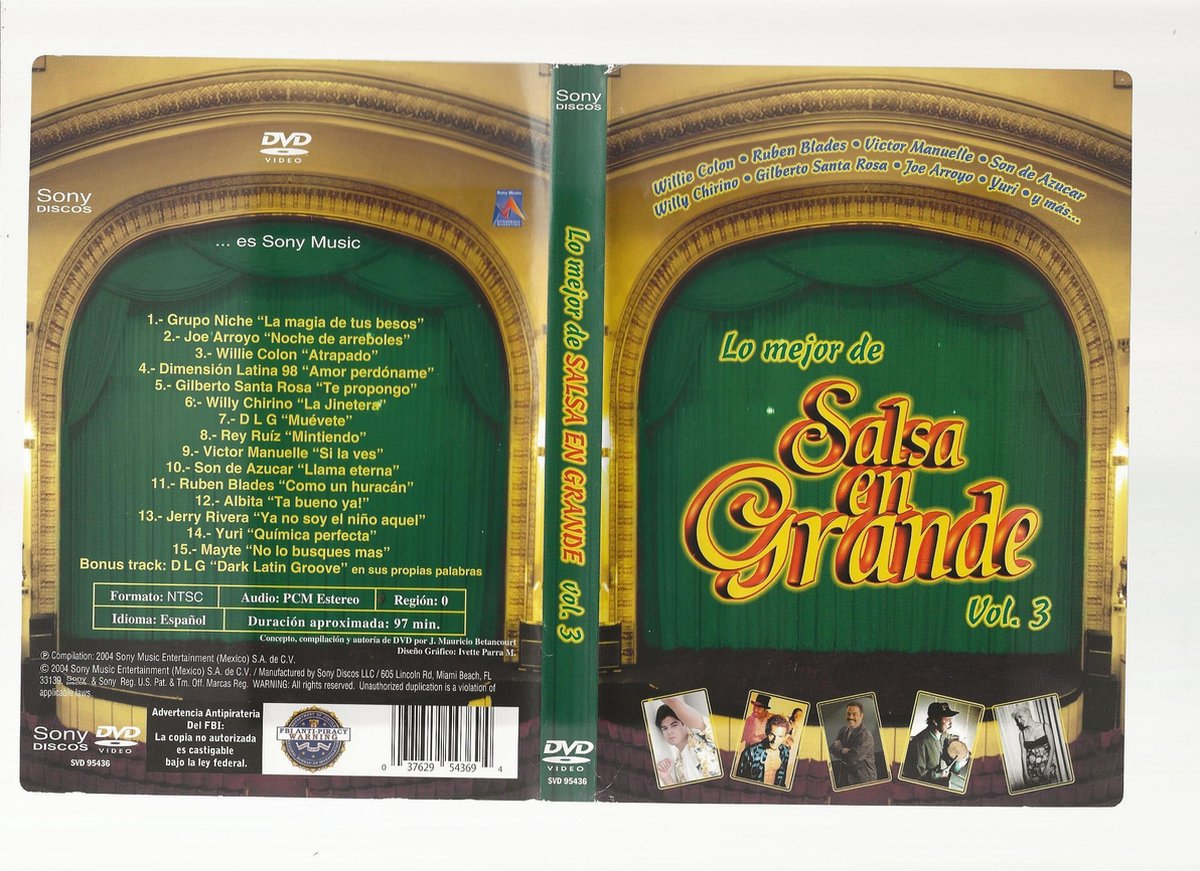 DVD
VIDEO
Sony
DISCOS
Sony Music
... es Sony Music
1.- Grupo Niche “La magia de tus besos”
2.- Joe Arroyo “Noche de arreboles”
3.- Willie Colon “Atrapado”
4.- Dimensión Latina 98 “Amor perdóname”
5.- Gilberto Santa Rosa “Te propongo”
6.- Willy Chirino “La Jinetera”
7.- D L G “Muévete”
8.- Rey Ruíz “Mintiendo”
9.- Victor Manuelle “Si la ves”
10.- Son de Azucar “Llama eterna”
11.- Ruben Blades “Como un huracán”
12.- Albita “Ta bueno ya!”
13.- Jerry Rivera “Ya no soy el niño aquel”
14.- Yuri “Química perfecta”
15.- Mayte “No lo busques mas”
Bonus track: D L G “Dark Latin Groove” en sus propias palabras
Formato: NTSC Audio: PCM Estereo Región: 0
Idioma: Español Duración aproximada: 97 min.
Concepto, compilación y autoría de DVD por J. Mauricio Betancourt
Diseño Gráfico: Ivette Parra M.
℗ Compilation: 2004 Sony Music Entertainment (Mexico) S.A. de C.V.
© 2004 Sony Music Entertainment (Mexico) S.A. de C.V. / Manufactured by Sony Discos LLC / 605 Lincoln Rd, Miami Beach, FL
33139. Sony & Sony Reg. U.S. Pat. & Tm. Off. Marcas Reg. WARNING: All rights reserved. Unauthorized duplication is a violation of
applicable laws.
Sony
DISCOS
DVD
VIDEO
SVD 95436
Advertencia Antipirateria
Del FBI:
La copia no autorizada
es castigable
bajo la ley federal.
FBI ANTI-PIRACY
WARNING
0 37629 54369 4
Sony
DISCOS
Lo mejor de SALSA EN GRANDE vol. 3
DVD
VIDEO
SVD 95436
Willie Colon • Ruben Blades • Victor Manuelle • Son de Azucar
Willy Chirino • Gilberto Santa Rosa • Joe Arroyo • Yuri • y más...
Lo mejor de
Salsa
en
Grande
Vol. 3